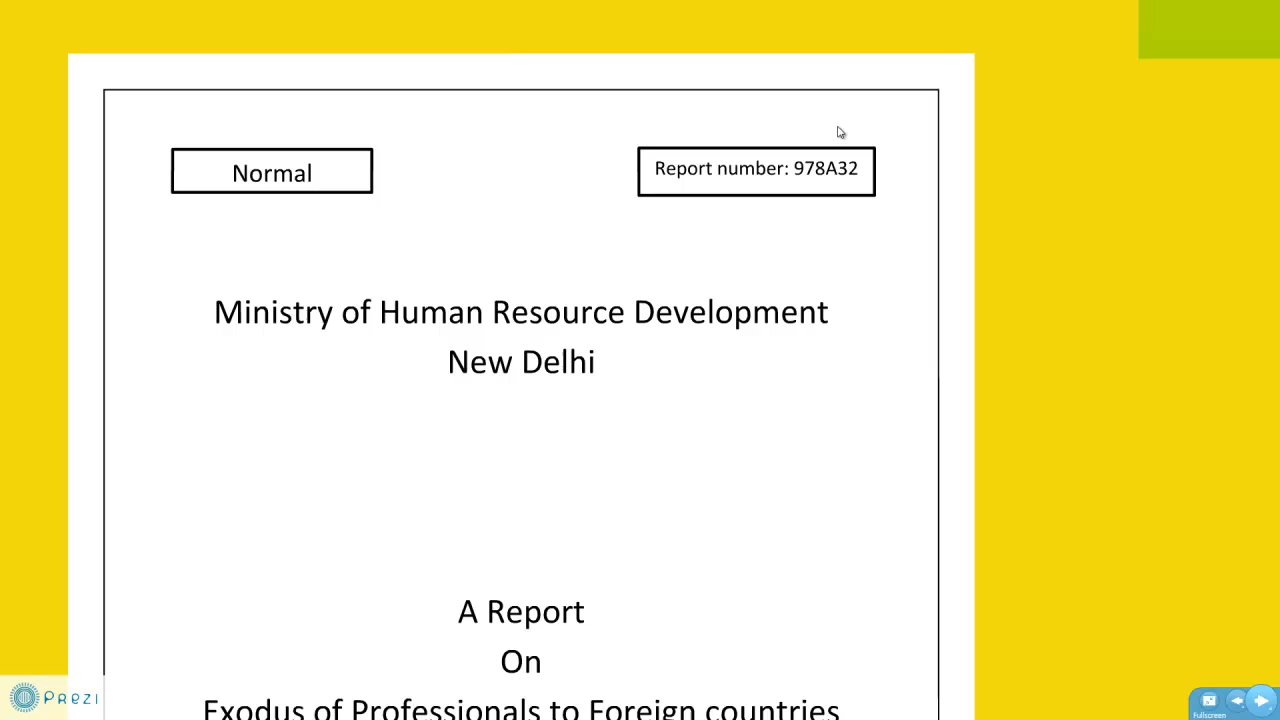 Normal
Report number: 978A32
Ministry of Human Resource Development
New Delhi
A Report
On
Exodus of Professionals to Foreign countries
Prezi
Fullscreen